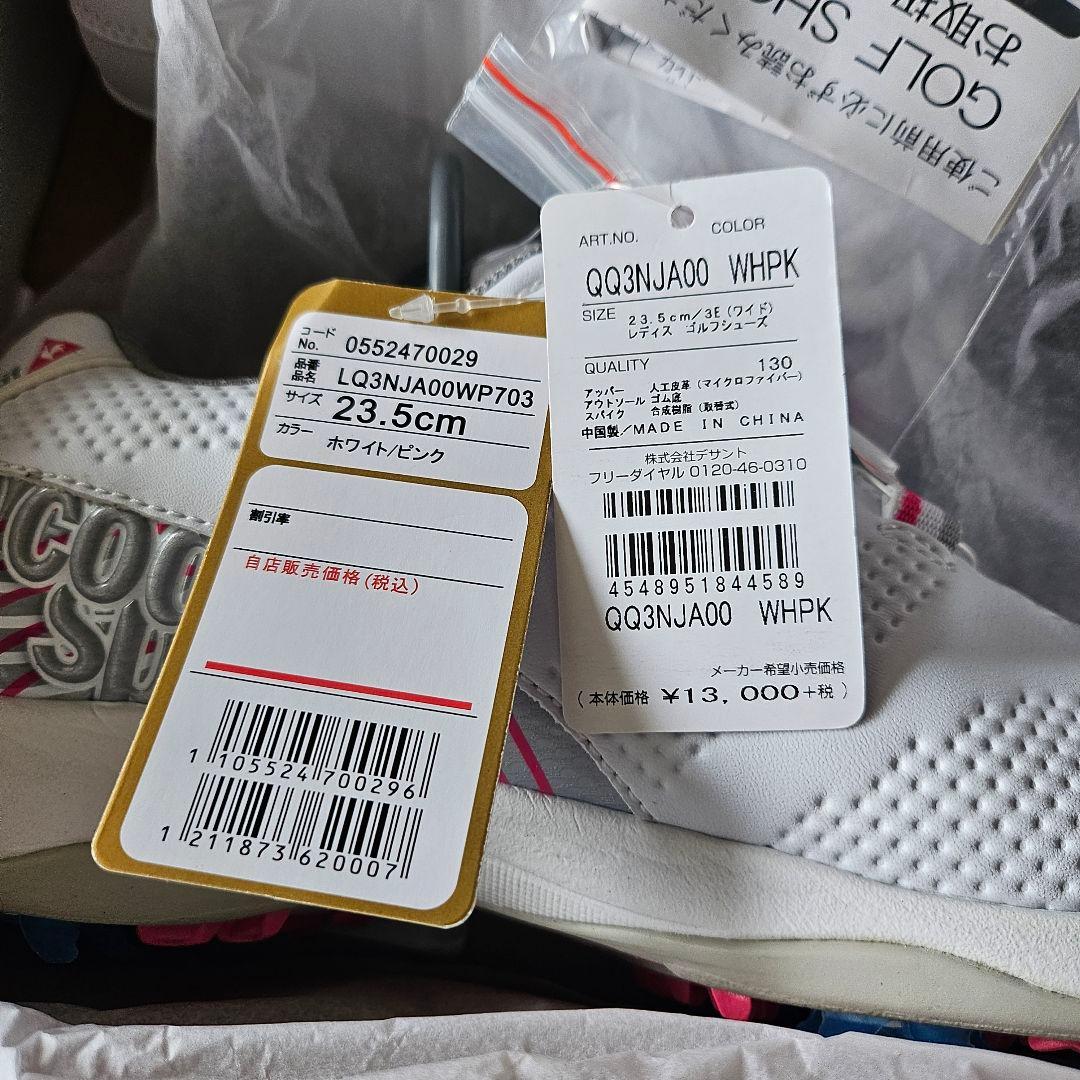 GOLF SHO
お取扱
ご使用前に必ずお読みくださ
ART.NO. COLOR
QQ3NJA00 WHPK
SIZE 23.5cm/3E(ワイド)
レディス ゴルフシューズ
QUALITY 130
アッパー 人工皮革(マイクロファイバー)
アウトソール ゴム底
スパイク 合成樹脂(取替式)
中国製/MADE IN CHINA
株式会社デサント
フリーダイヤル 0120-46-0310
4548951844589
QQ3NJA00 WHPK
メーカー希望小売価格
(本体価格 ¥13,000+税)
コード No. 0552470029
品番 品名 LQ3NJA00WP703
サイズ 23.5cm
カラー ホワイト/ピンク
割引率
自店販売価格(税込)
1105524700296
1211873620007